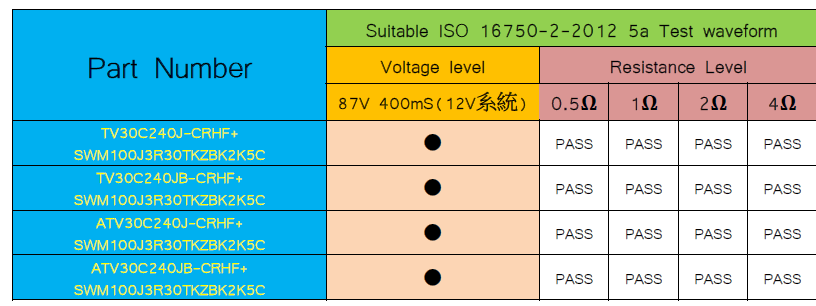 Part Number
Suitable ISO 16750-2-2012 5a Test waveform
Voltage level
Resistance Level
87V 400mS(12V系統)
0.5Ω
1Ω
2Ω
4Ω
TV30C240J-CRHF+
SWM100J3R30TKZBK2K5C
● PASS PASS PASS PASS
TV30C240JB-CRHF+
SWM100J3R30TKZBK2K5C
● PASS PASS PASS PASS
ATV30C240J-CRHF+
SWM100J3R30TKZBK2K5C
● PASS PASS PASS PASS
ATV30C240JB-CRHF+
SWM100J3R30TKZBK2K5C
● PASS PASS PASS PASS